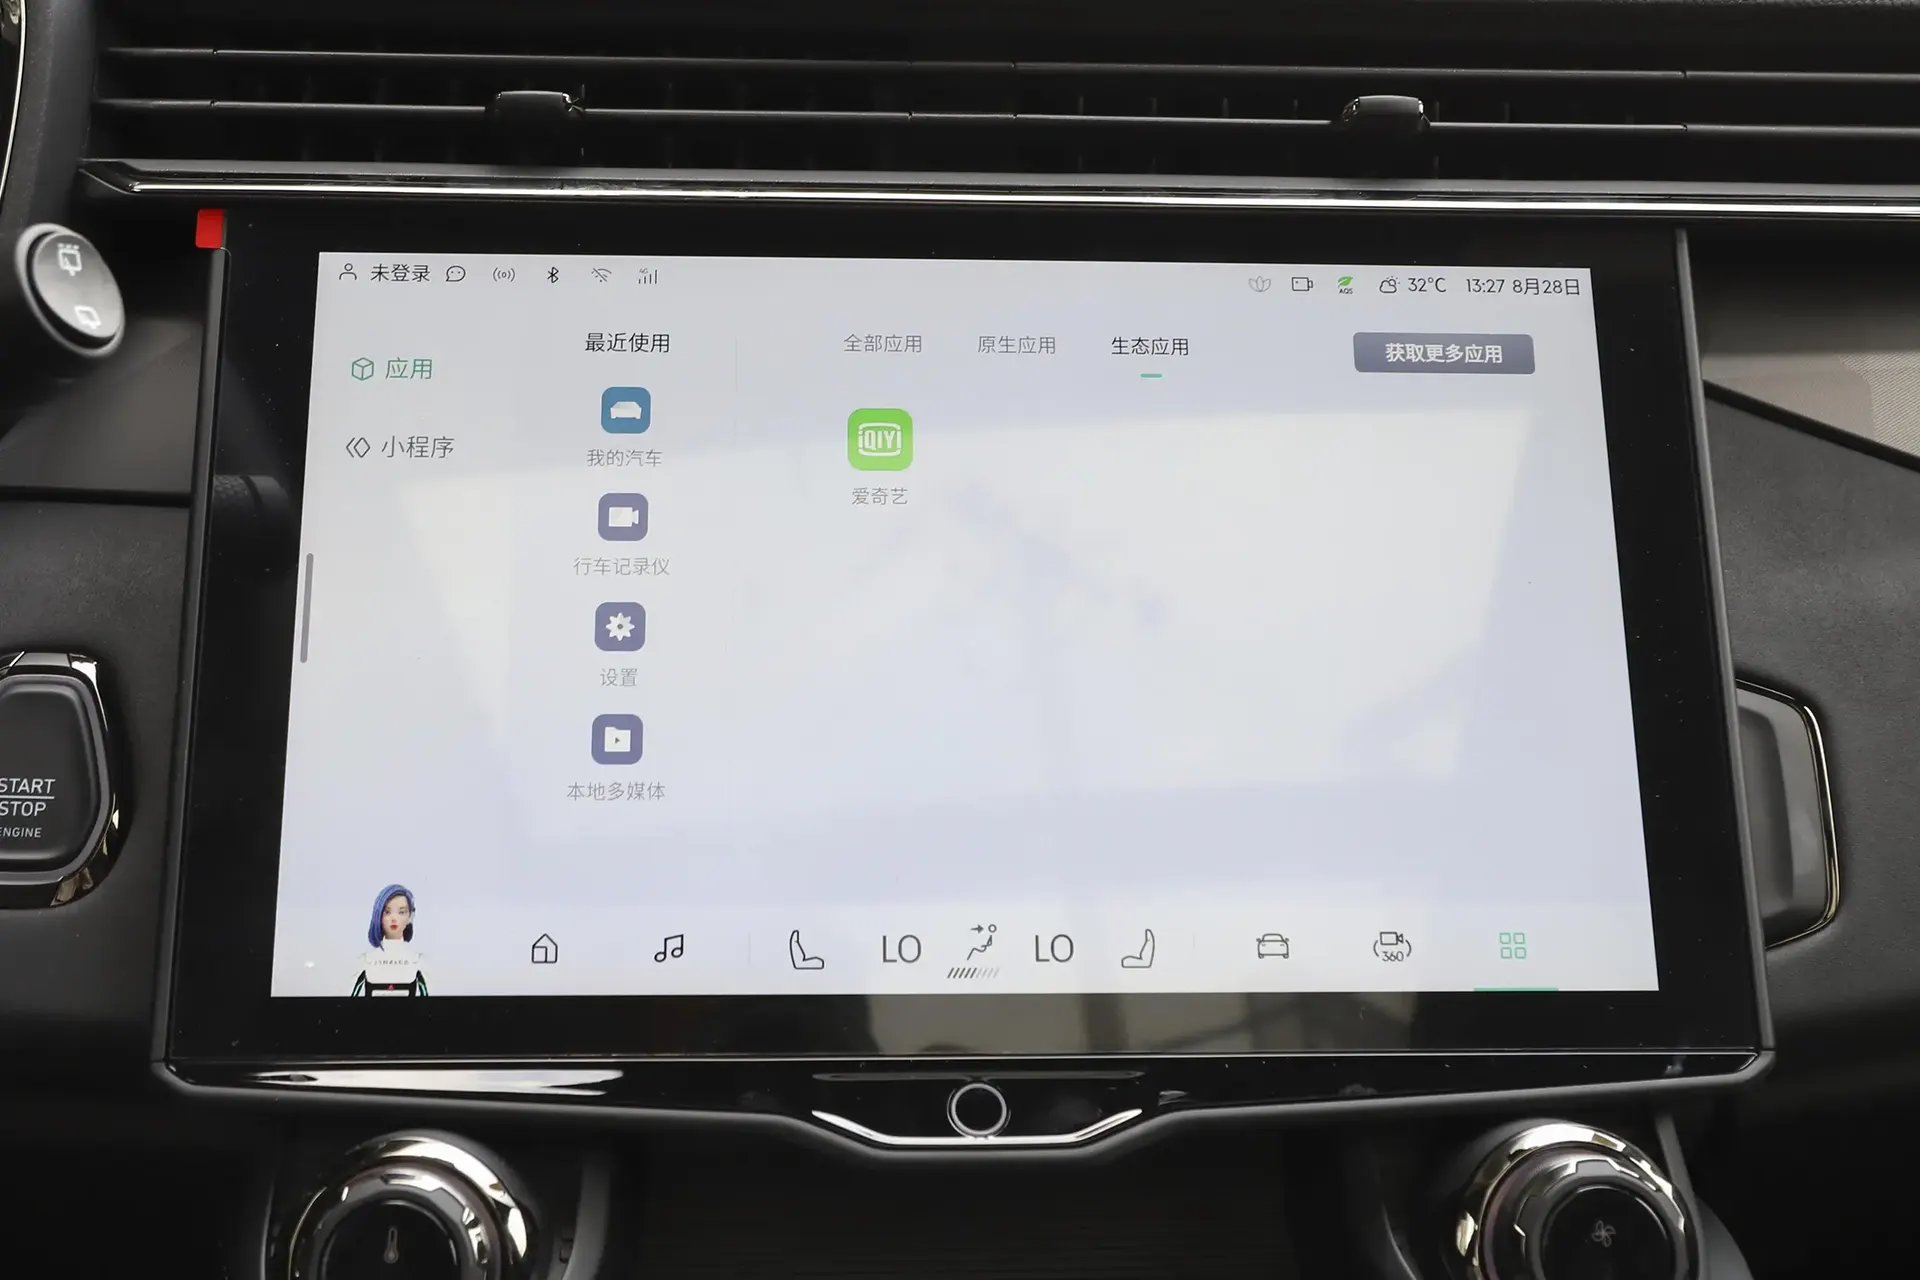 未登录
4G
AQS
32°C 13:27 8月28日
应用
小程序
最近使用
我的汽车
行车记录仪
设置
本地多媒体
全部应用 原生应用 生态应用
获取更多应用
iQIYI
爱奇艺
LO LO
360
START
STOP
ENGINE